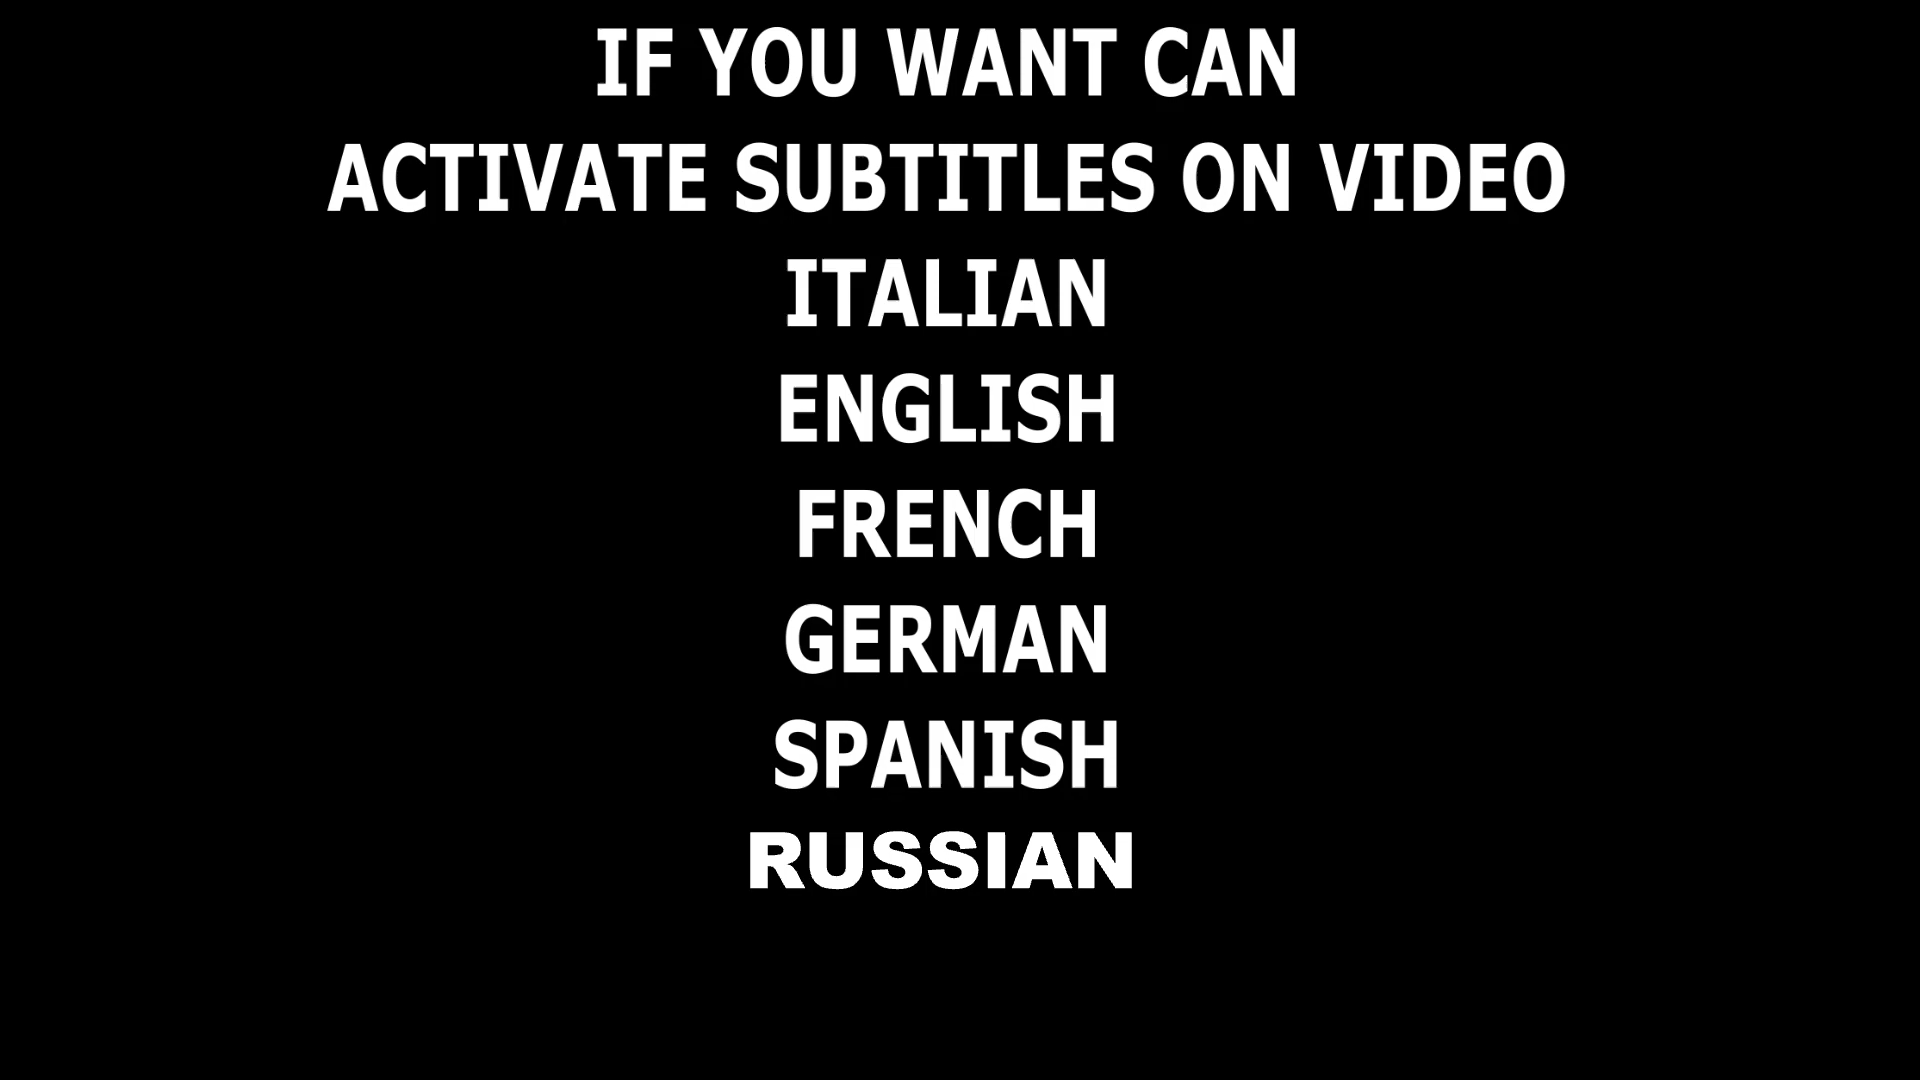 IF YOU WANT CAN
ACTIVATE SUBTITLES ON VIDEO
ITALIAN
ENGLISH
FRENCH
GERMAN
SPANISH
RUSSIAN